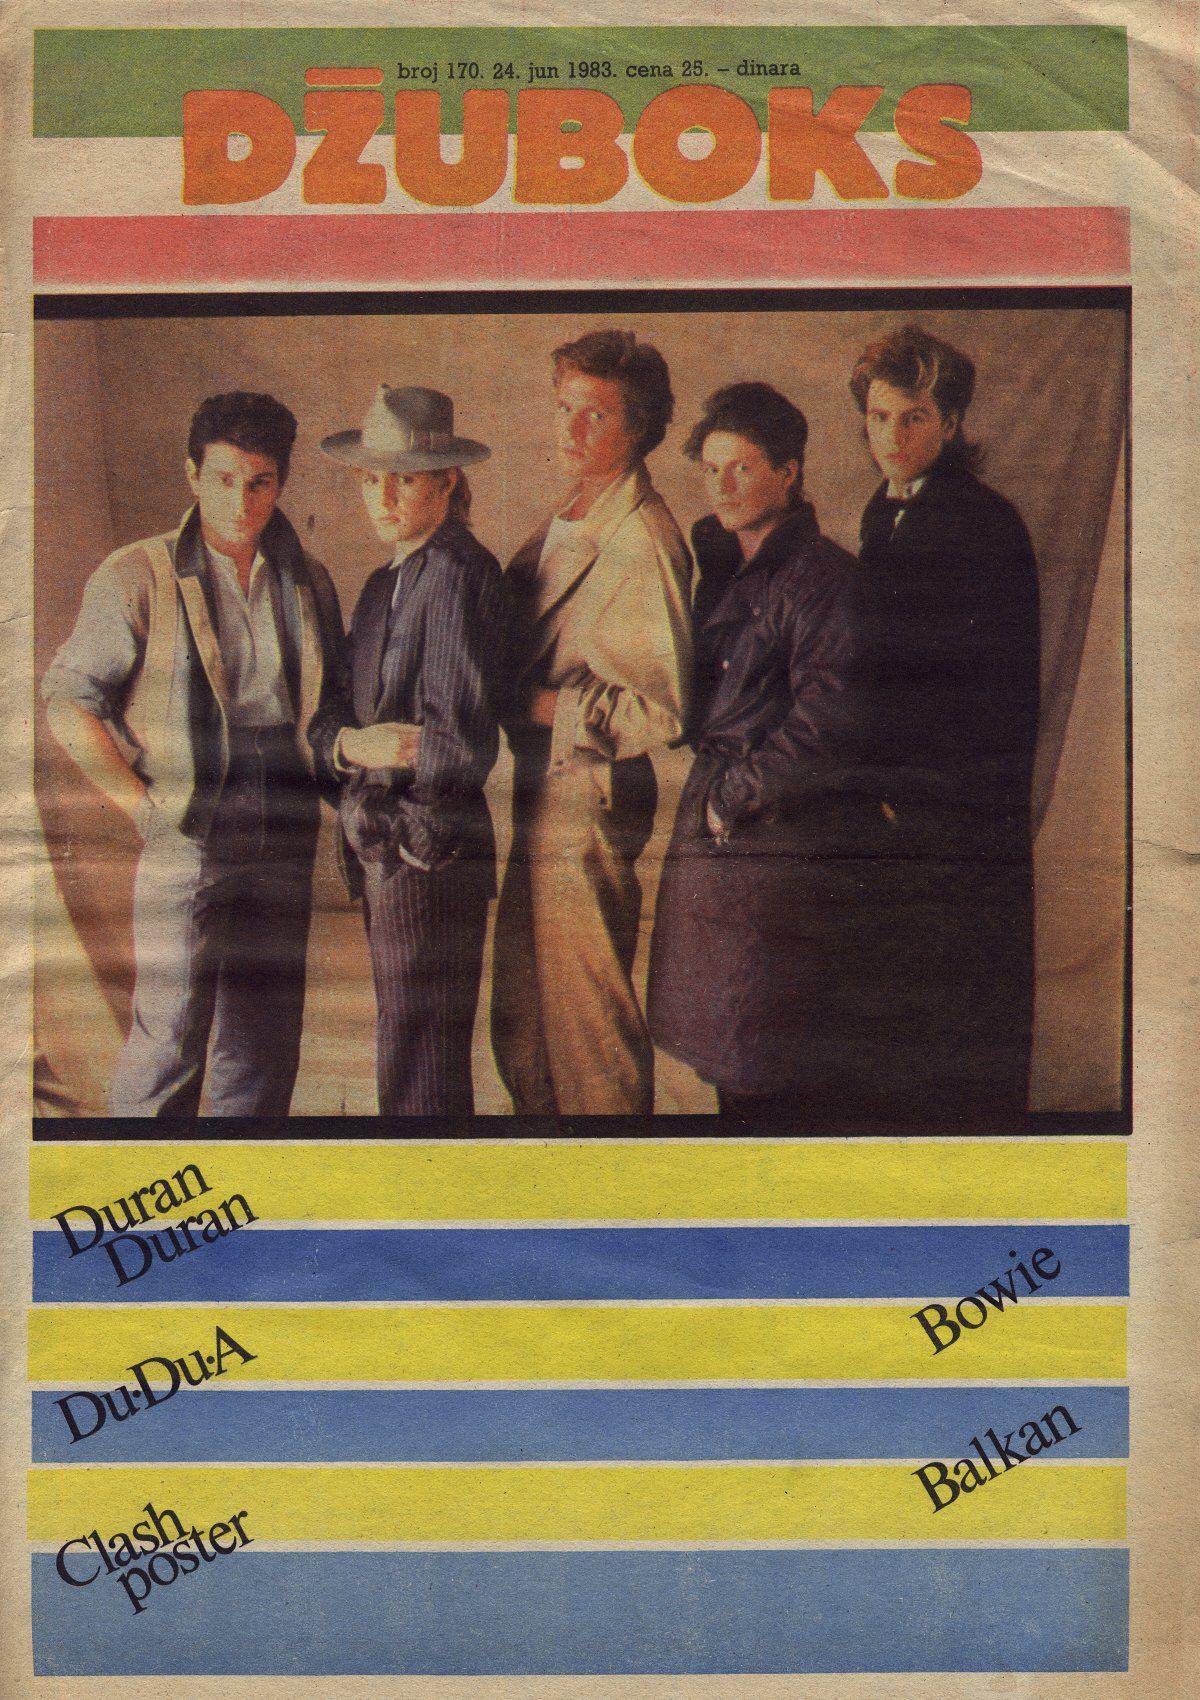 broj 170. 24. jun 1983. cena 25. – dinara
DŽUBOKS
Duran
Duran
Bowie
Du·Du·A
Balkan
Clash
poster